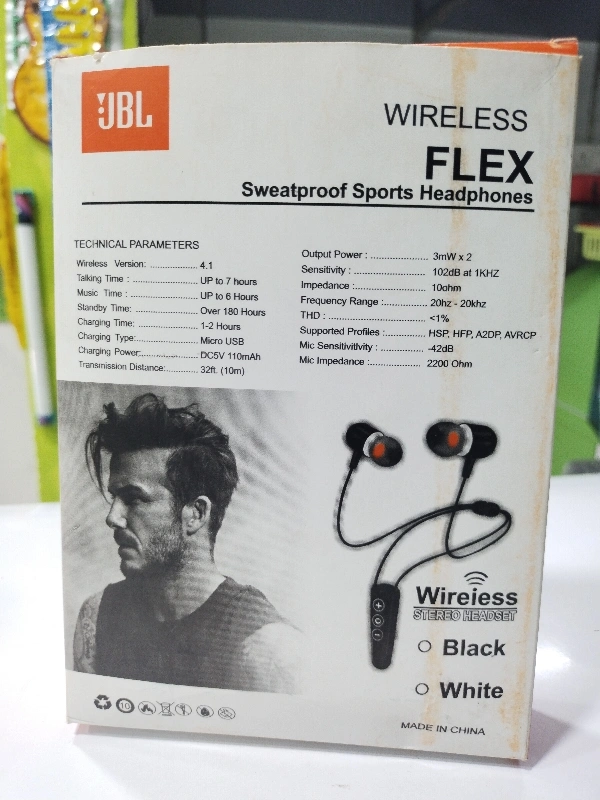 JBL
WIRELESS
FLEX
Sweatproof Sports Headphones
TECHNICAL PARAMETERS
Wireless Version: .................. 4.1
Talking Time : ........................ UP to 7 hours
Music Time : ......................... UP to 6 Hours
Standby Time: ...................... Over 180 Hours
Charging Time: ..................... 1-2 Hours
Charging Type:...................... Micro USB
Charging Power:.................... DC5V 110mAh
Transmission Distance:.......... 32ft. (10m)
Output Power : ...................... 3mW x 2
Sensitivity : ........................... 102dB at 1KHZ
Impedance : .......................... 10ohm
Frequency Range :................ 20hz - 20khz
THD : .................................. <1%
Supported Profiles :.............. HSP, HFP, A2DP, AVRCP
Mic Sensitivitlvity : ............... -42dB
Mic Impedance :................... 2200 Ohm
Wireiess
STEREO HEADSET
Black
White
10
MADE IN CHINA